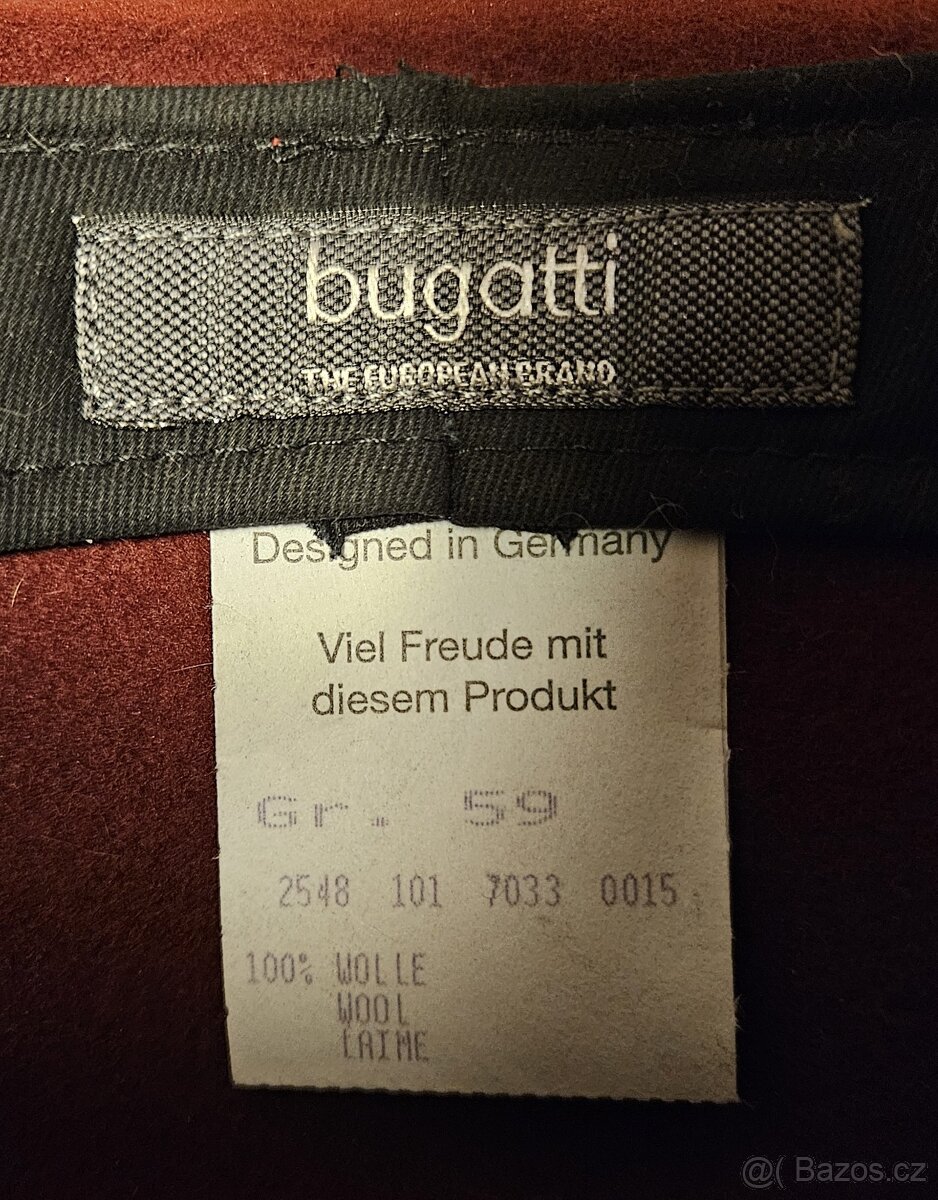 bugatti
THE EUROPEAN BRAND
Designed in Germany
Viel Freude mit
diesem Produkt
Gr. 59
2548 101 7033 0015
100% WOLLE
WOOL
LAINE
@( Bazos.cz